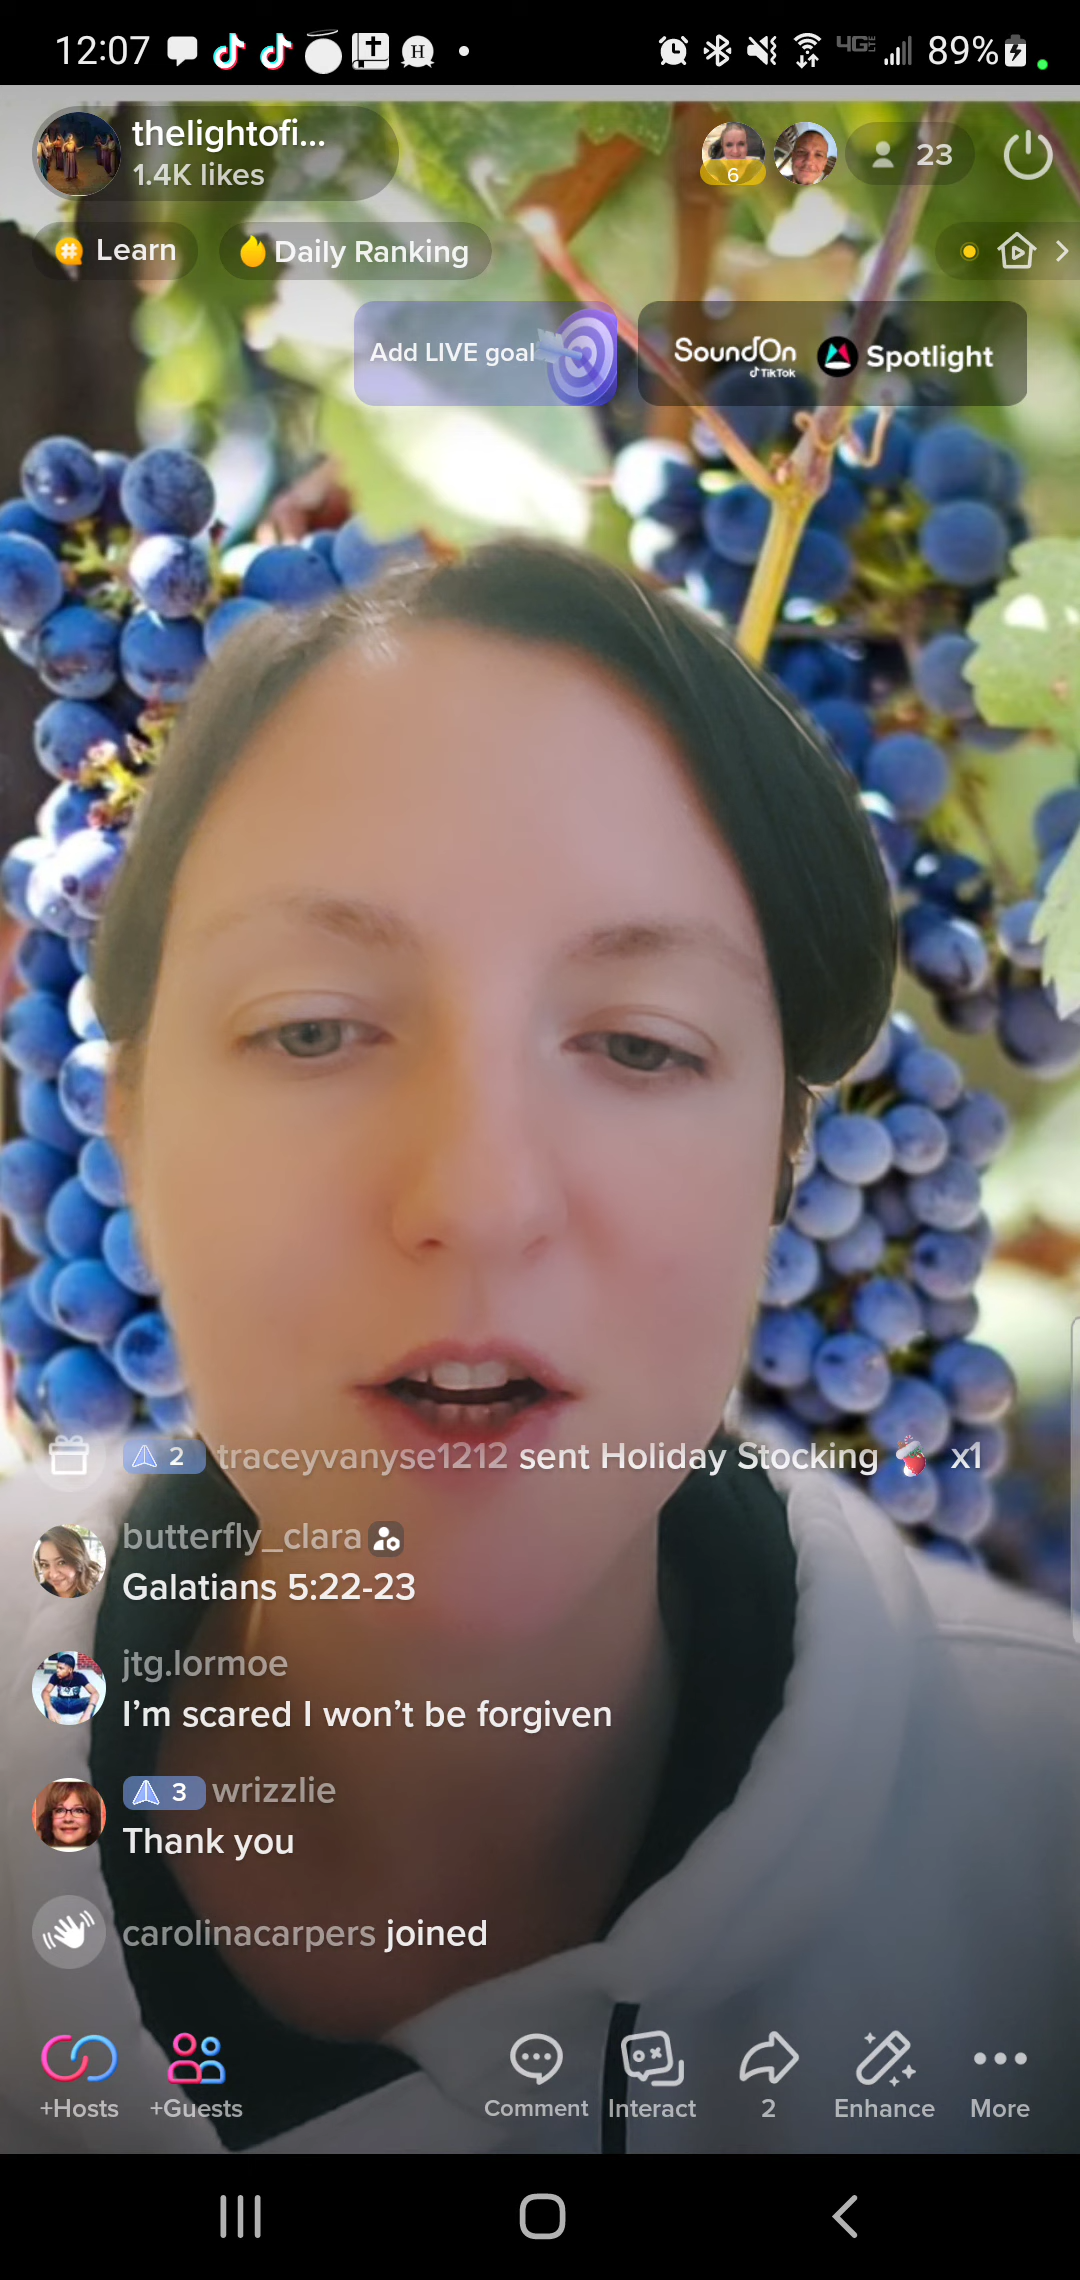 12:07
H
4G LTE
89%
thelightofi...
1.4K likes
6
23
Learn
Daily Ranking
Add LIVE goal
SoundOn
TikTok
Spotlight
2 traceyvanyse1212 sent Holiday Stocking x1
butterfly_clara
Galatians 5:22-23
jtg.lormoe
I’m scared I won’t be forgiven
3 wrizzlie
Thank you
carolinacarpers joined
+Hosts
+Guests
Comment
Interact
2
Enhance
More